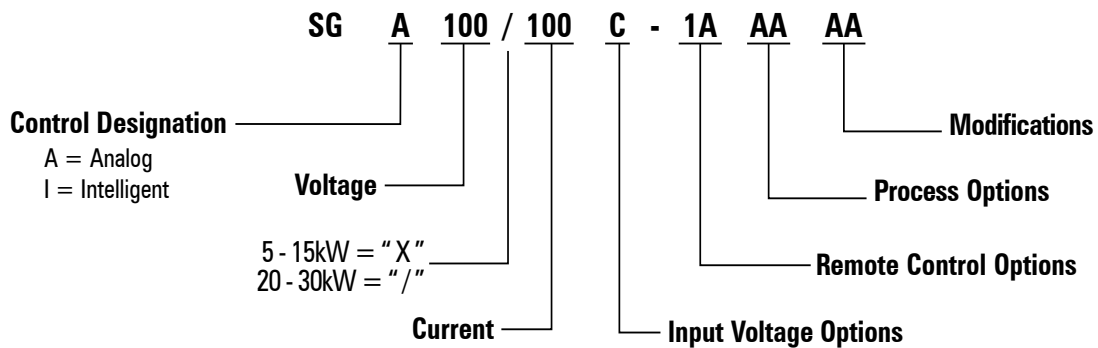 SG A 100 / 100 C - 1A AA AA
Control Designation
A = Analog
I = Intelligent
Voltage
5 - 15kW = “X”
20 - 30kW = “/”
Current
Input Voltage Options
Remote Control Options
Process Options
Modifications